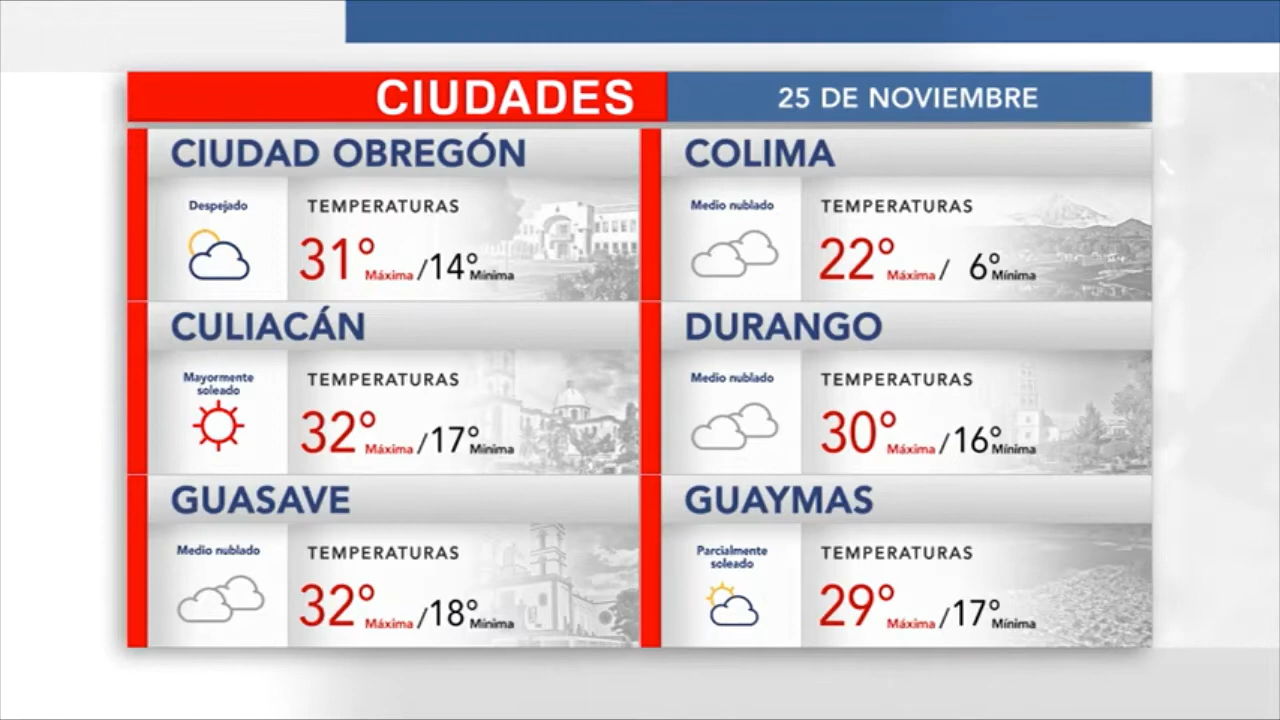 CIUDADES
25 DE NOVIEMBRE
CIUDAD OBREGÓN
Despejado
TEMPERATURAS
31° Máxima / 14° Mínima
COLIMA
Medio nublado
TEMPERATURAS
22° Máxima / 6° Mínima
CULIACÁN
Mayormente
soleado
TEMPERATURAS
32° Máxima / 17° Mínima
DURANGO
Medio nublado
TEMPERATURAS
30° Máxima / 16° Mínima
GUASAVE
Medio nublado
TEMPERATURAS
32° Máxima / 18° Mínima
GUAYMAS
Parcialmente
soleado
TEMPERATURAS
29° Máxima / 17° Mínima